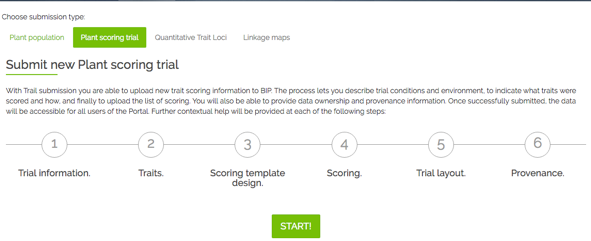 Choose submission type:
Plant population Plant scoring trial Quantitative Trait Loci Linkage maps
Submit new Plant scoring trial
With Trail submission you are able to upload new trait scoring information to BIP. The process lets you describe trial conditions and environment, to indicate what traits were
scored and how, and finally to upload the list of scoring. You will also be able to provide data ownership and provenance information. Once successfully submitted, the data
will be accessible for all users of the Portal. Further contextual help will be provided at each of the following steps:
1 2 3 4 5 6
Trial information. Traits. Scoring template Scoring. Trial layout. Provenance.
design.
START!